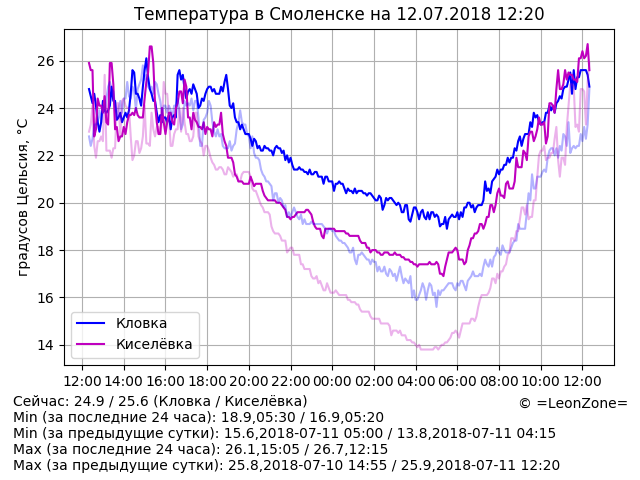 Температура в Смоленске на 12.07.2018 12:20
градусов Цельсия, °C
26
24
22
20
18
16
14
Кловка
Киселёвка
12:00 14:00 16:00 18:00 20:00 22:00 00:00 02:00 04:00 06:00 08:00 10:00 12:00
Сейчас: 24.9 / 25.6 (Кловка / Киселёвка)
© =LeonZone=
Min (за последние 24 часа): 18.9,05:30 / 16.9,05:20
Min (за предыдущие сутки): 15.6,2018-07-11 05:00 / 13.8,2018-07-11 04:15
Max (за последние 24 часа): 26.1,15:05 / 26.7,12:15
Max (за предыдущие сутки): 25.8,2018-07-10 14:55 / 25.9,2018-07-11 12:20